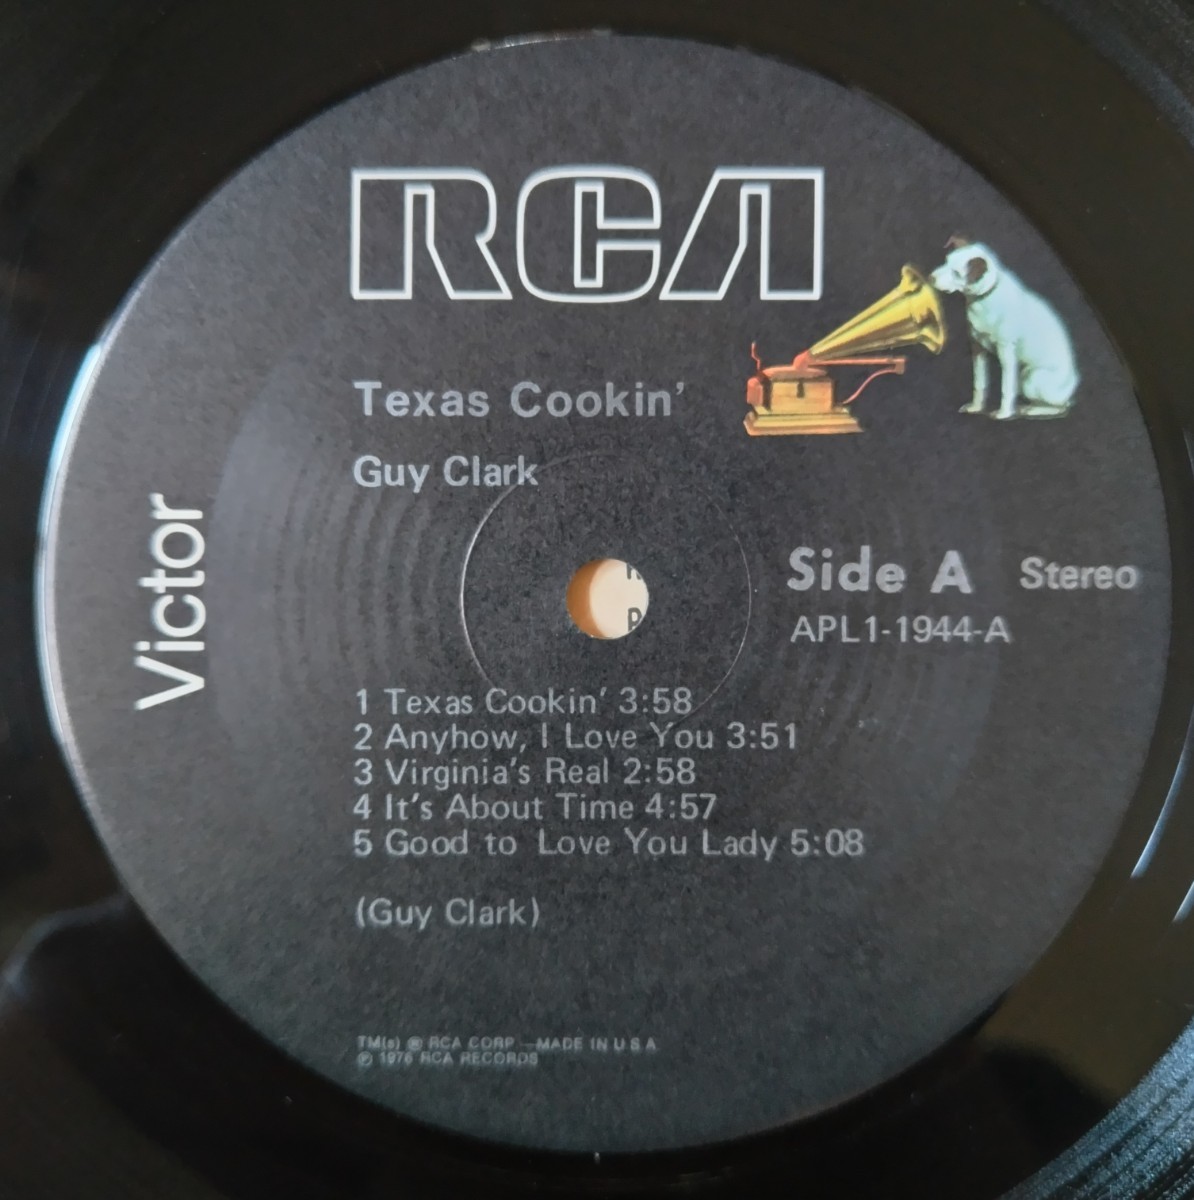 RCA
Texas Cookin'
Guy Clark
Victor
Side A Stereo
APL1-1944-A
1 Texas Cookin' 3:58
2 Anyhow, I Love You 3:51
3 Virginia's Real 2:58
4 It's About Time 4:57
5 Good to Love You Lady 5:08
(Guy Clark)
TM(s) ® RCA CORP.—MADE IN U.S.A.
℗ 1976 RCA RECORDS